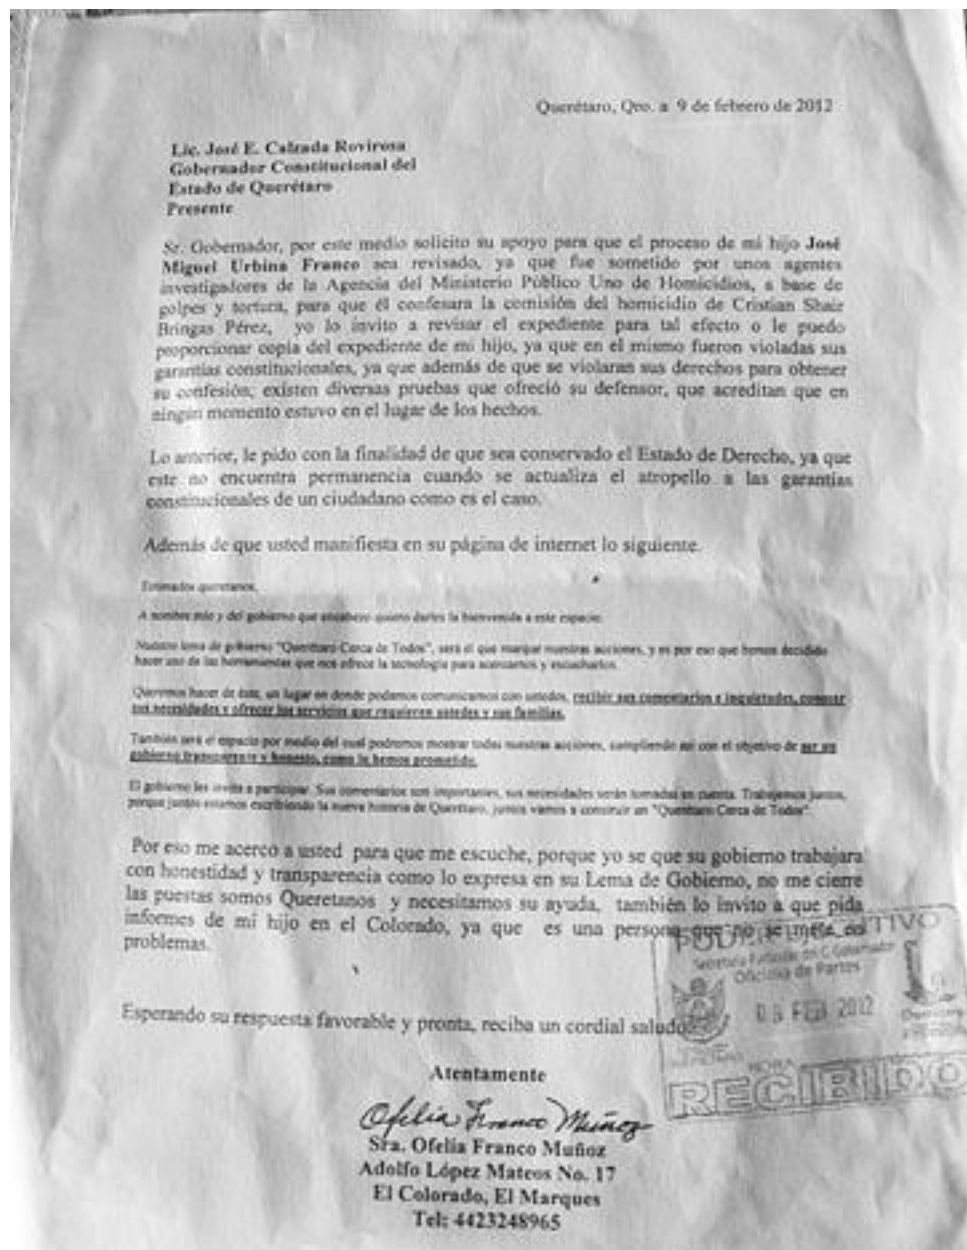 Querétaro, Qro. a 9 de febrero de 2012
Lic. José E. Calzada Rovirosa
Gobernador Constitucional del
Estado de Querétaro
Presente
Sr. Gobernador, por este medio solicito su apoyo para que el proceso de mi hijo José
Miguel Urbina Franco sea revisado, ya que fue sometido por unos agentes
investigadores de la Agencia del Ministerio Público Uno de Homicidios, a base de
golpes y tortura, para que él confesara la comisión del homicidio de Cristian Shair
Bringas Pérez, yo lo invito a revisar el expediente para tal efecto o le puedo
proporcionar copia del expediente de mi hijo, ya que en el mismo fueron violadas sus
garantías constitucionales, ya que además de que se violaran sus derechos para obtener
su confesión, existen diversas pruebas que ofreció su defensor, que acreditan que en
ningún momento estuvo en el lugar de los hechos.
Lo anterior, le pido con la finalidad de que sea conservado el Estado de Derecho, ya que
este no encuentra permanencia cuando se actualiza el atropello a las garantías
constitucionales de un ciudadano como es el caso.
Además de que usted manifiesta en su página de internet lo siguiente.
Estimados queretanos,
A nombre mío y del gobierno que encabezo quiero darles la bienvenida a este espacio.
Nuestro lema de gobierno "Querétaro Cerca de Todos", será el que marque nuestras acciones, y es por eso que hemos decidido
hacer uso de las herramientas que nos ofrece la tecnología para acercarnos y escucharlos.
Queremos hacer de éste, un lugar en donde podamos comunicarnos con ustedes, recibir sus comentarios e inquietudes, conocer
sus necesidades y ofrecer los servicios que requieren ustedes y sus familias.
También será el espacio por medio del cual podremos mostrar todas nuestras acciones, cumpliendo así con el objetivo de ser un
gobierno transparente y honesto, como lo hemos prometido.
El gobierno les invita a participar. Sus comentarios son importantes, sus necesidades serán tomadas en cuenta. Trabajemos juntos,
porque juntos estamos escribiendo la nueva historia de Querétaro, juntos vamos a construir un "Querétaro Cerca de Todos".
Por eso me acerco a usted para que me escuche, porque yo se que su gobierno trabajara
con honestidad y transparencia como lo expresa en su Lema de Gobierno, no me cierre
las puestas somos Queretanos y necesitamos su ayuda, también lo invito a que pida
informes de mi hijo en el Colorado, ya que es una persona que no se mete en
problemas.
PODER EJECUTIVO
Secretaría Particular del C. Gobernador
Oficialía de Partes
FEB 2012
HORA
RECIBIDO
Esperando su respuesta favorable y pronta, reciba un cordial saludo.
Atentamente
Ofelia Franco Muñoz
Sra. Ofelia Franco Muñoz
Adolfo López Mateos No. 17
El Colorado, El Marques
Tel: 4423248965